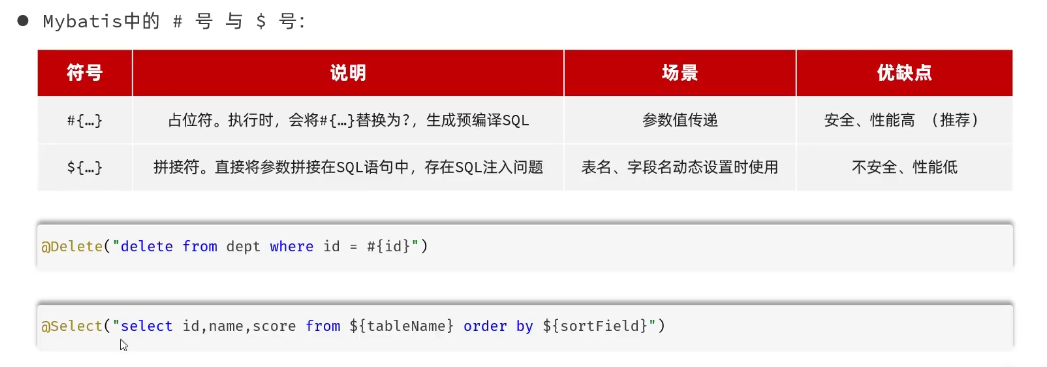 ● Mybatis中的 # 号 与 $ 号:
符号 说明 场景 优缺点
#{…} 占位符。执行时，会将#{…}替换为?，生成预编译SQL 参数值传递 安全、性能高 (推荐)
${…} 拼接符。直接将参数拼接在SQL语句中，存在SQL注入问题 表名、字段名动态设置时使用 不安全、性能低
@Delete("delete from dept where id = #{id}")
@Select("select id,name,score from ${tableName} order by ${sortField}")